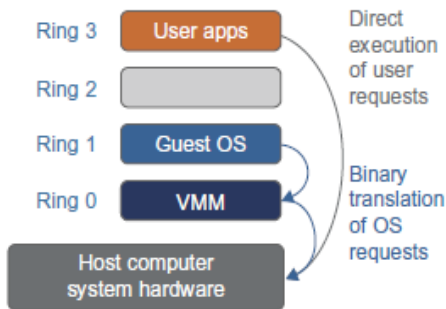 Ring 3
User apps
Direct
execution
of user
requests
Ring 2
Ring 1
Guest OS
Ring 0
VMM
Binary
translation
of OS
requests
Host computer
system hardware